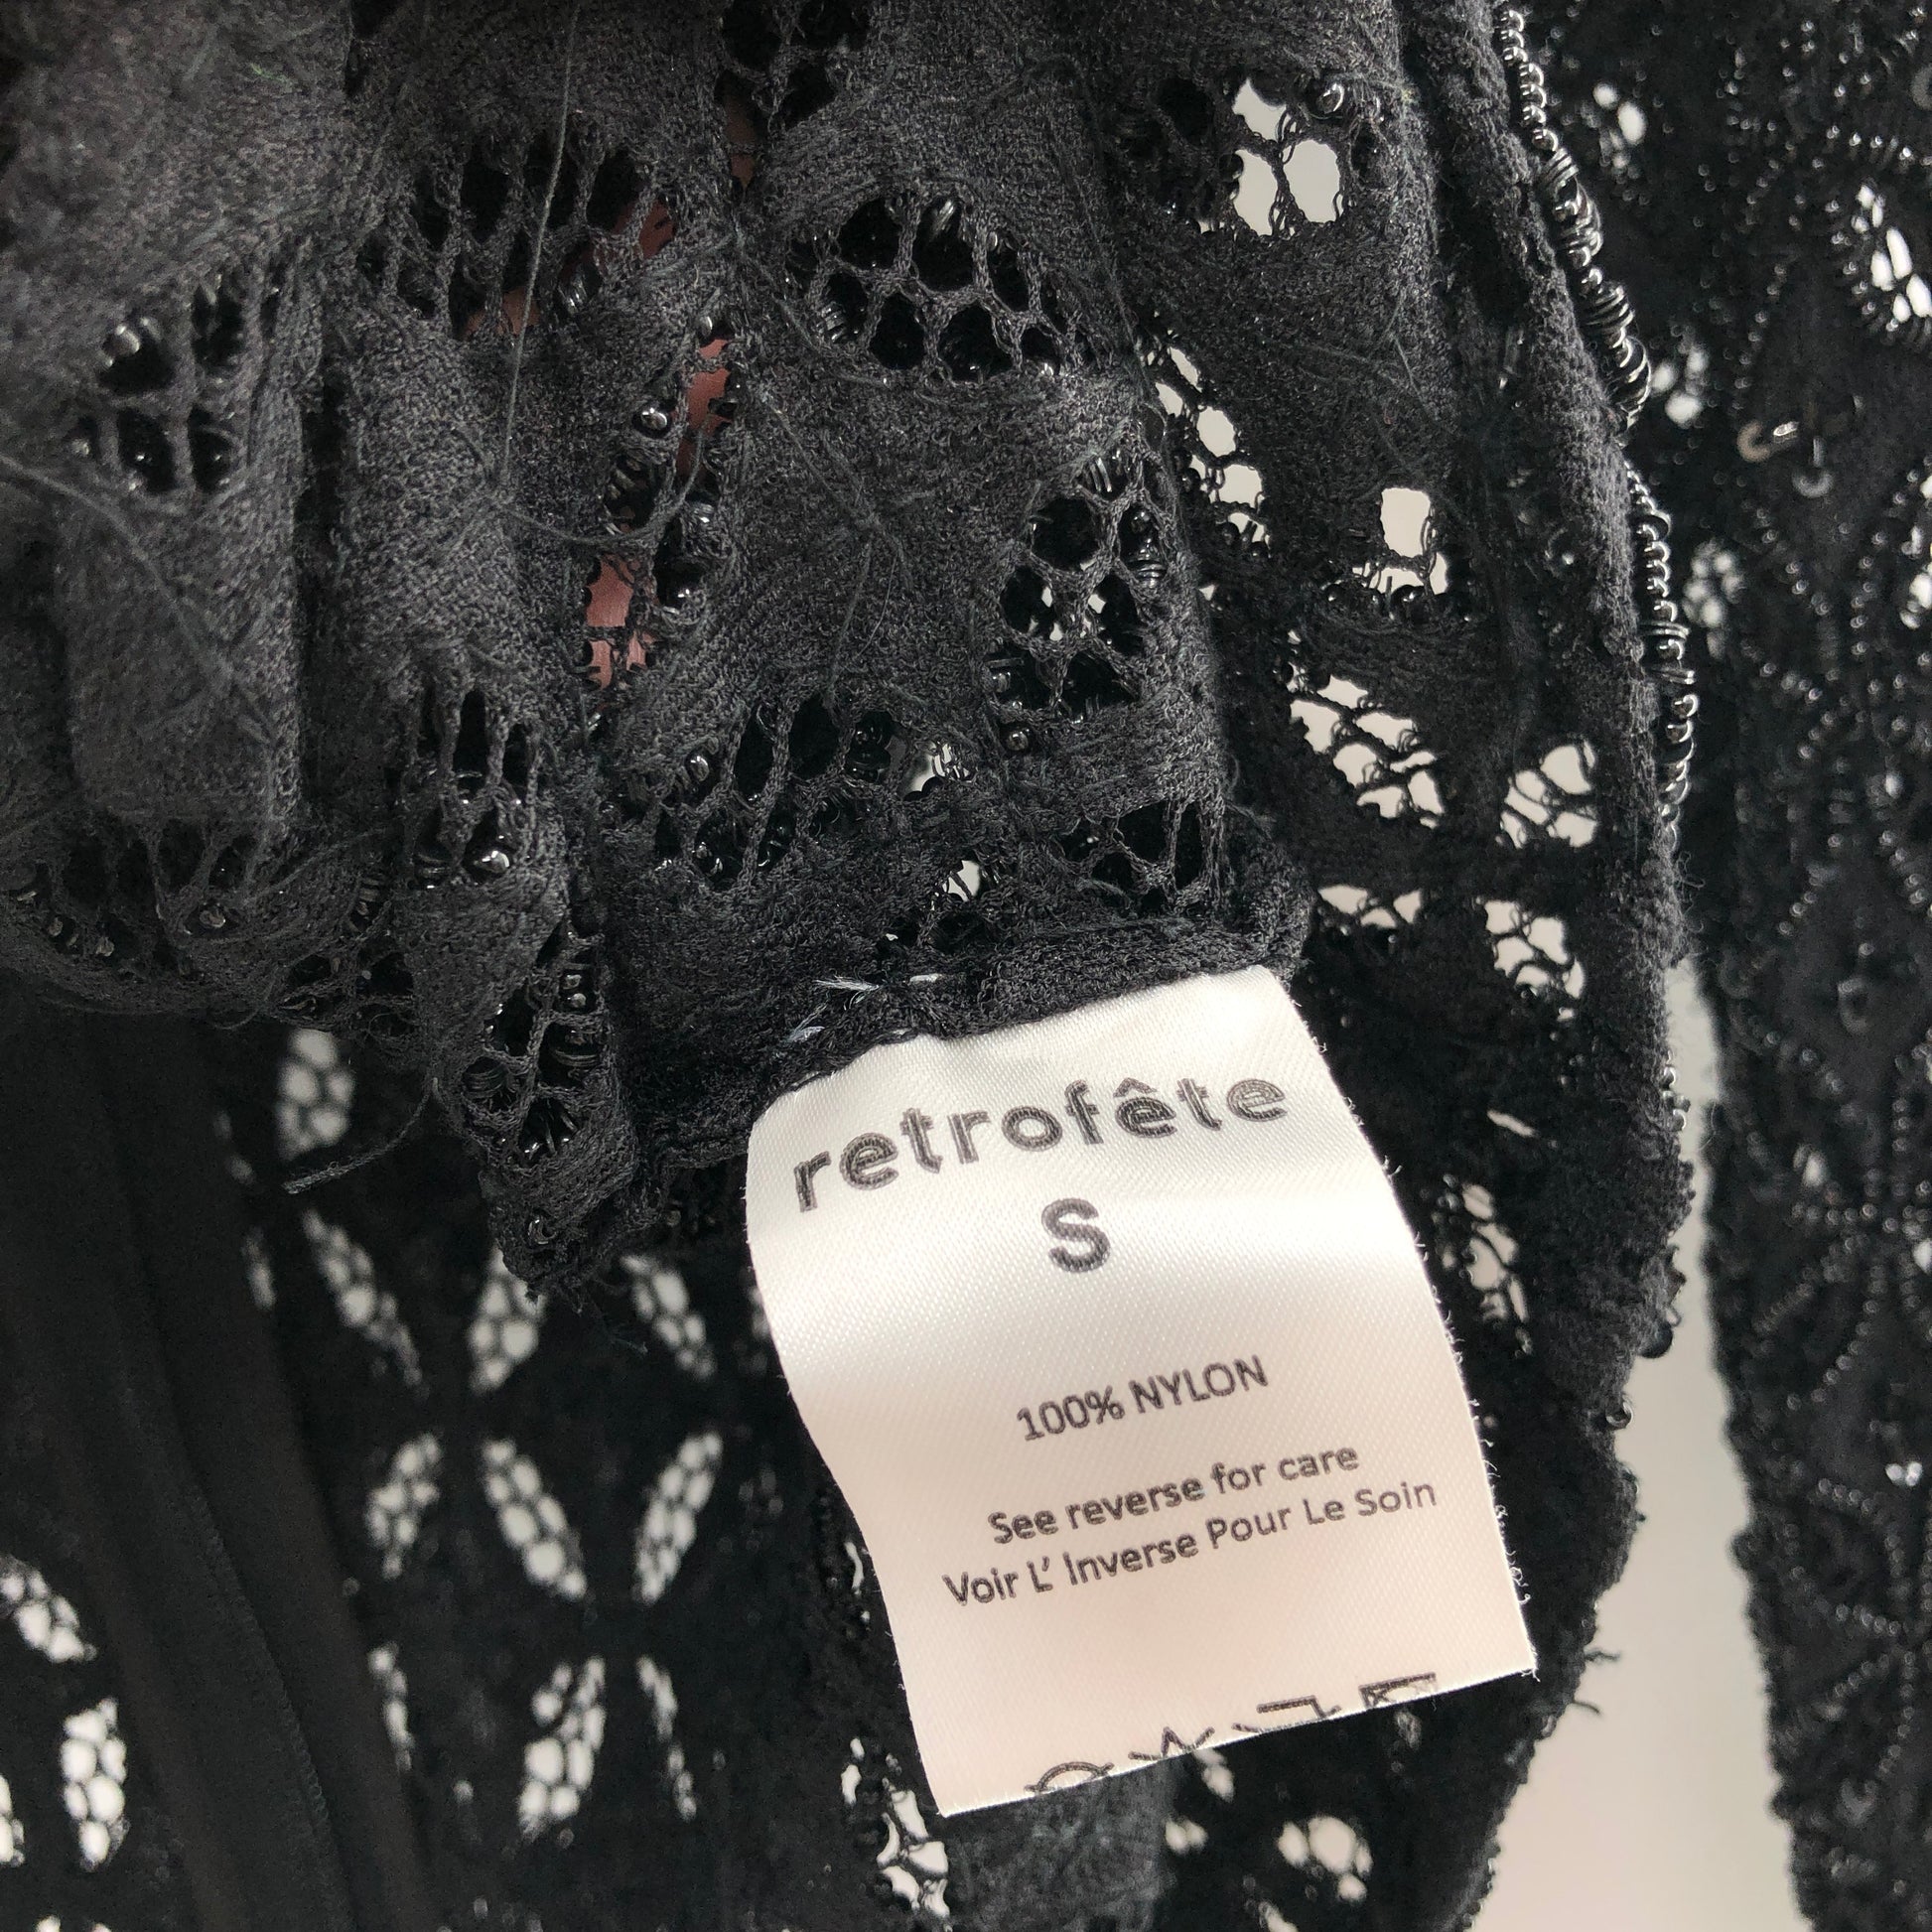 retrofête
S
100% NYLON
See reverse for care
Voir L' Inverse Pour Le Soin